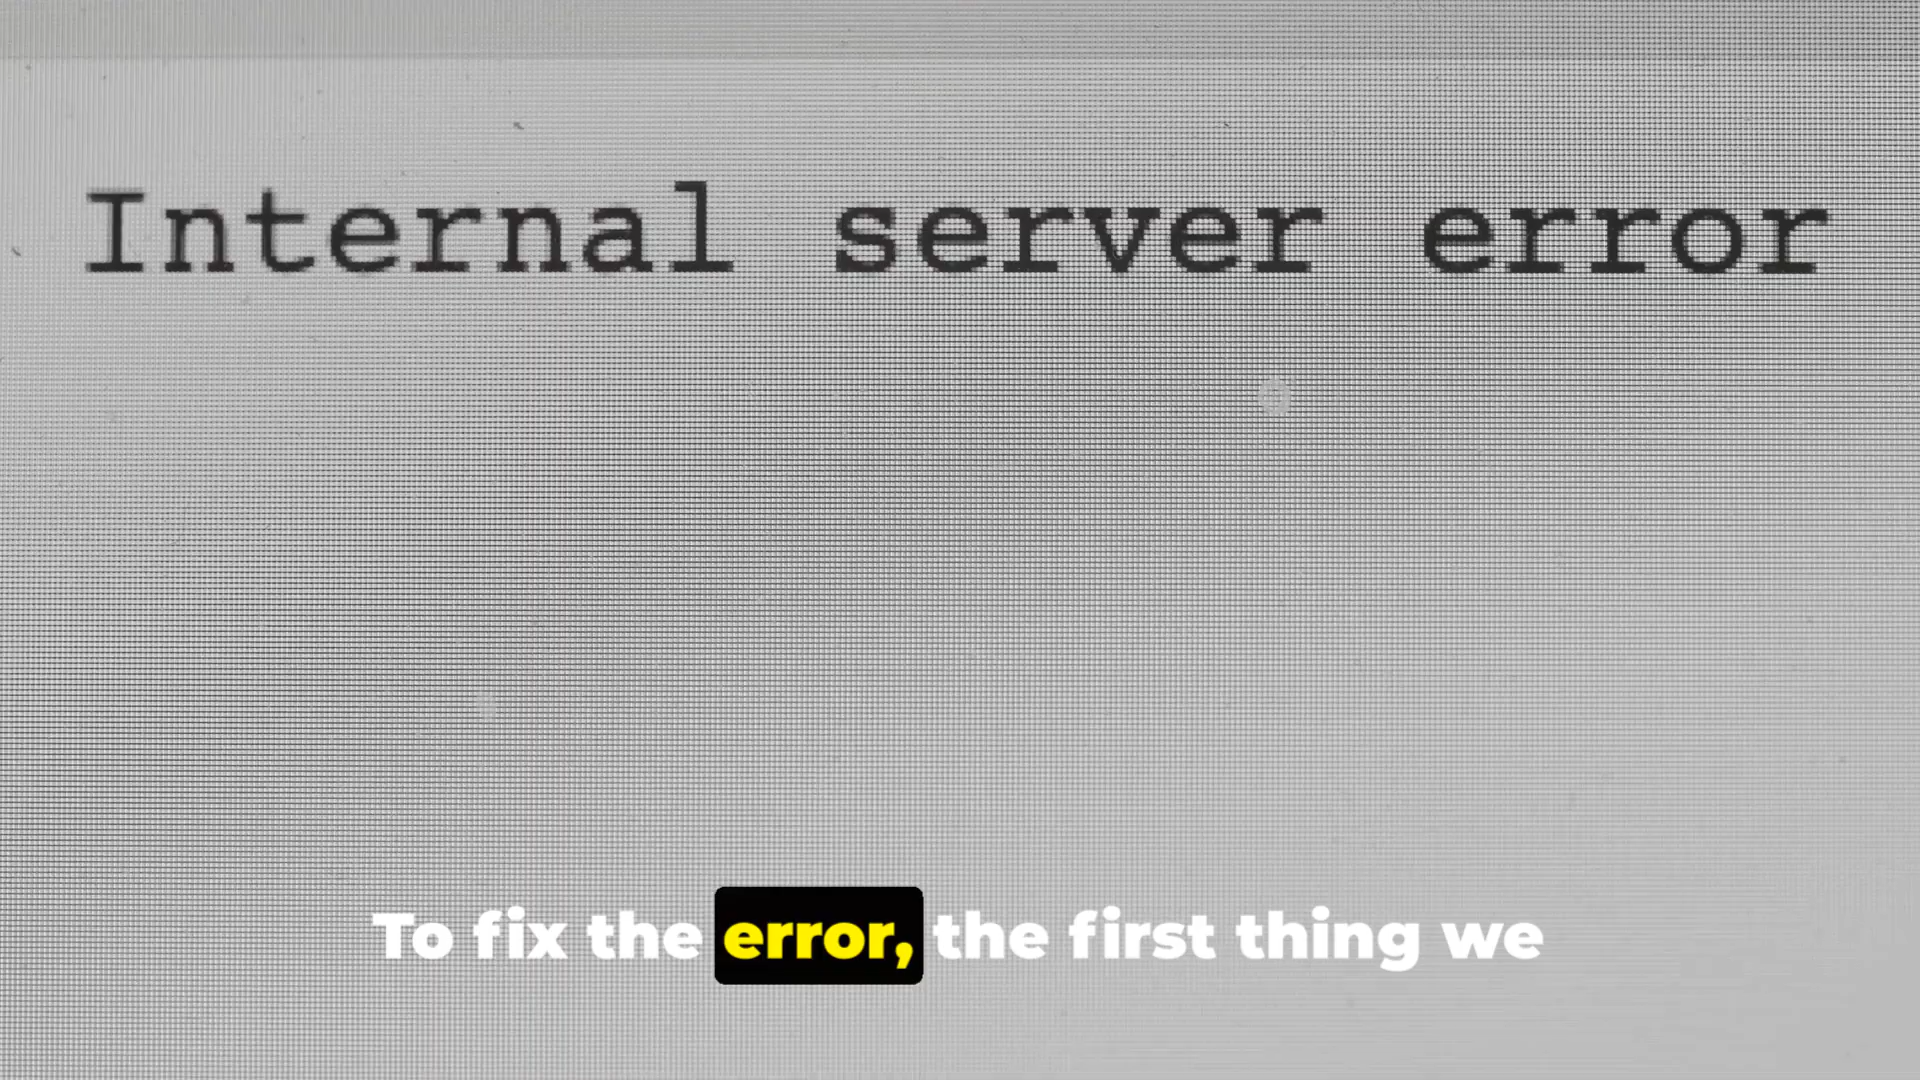 Internal server error
To fix the error, the first thing we